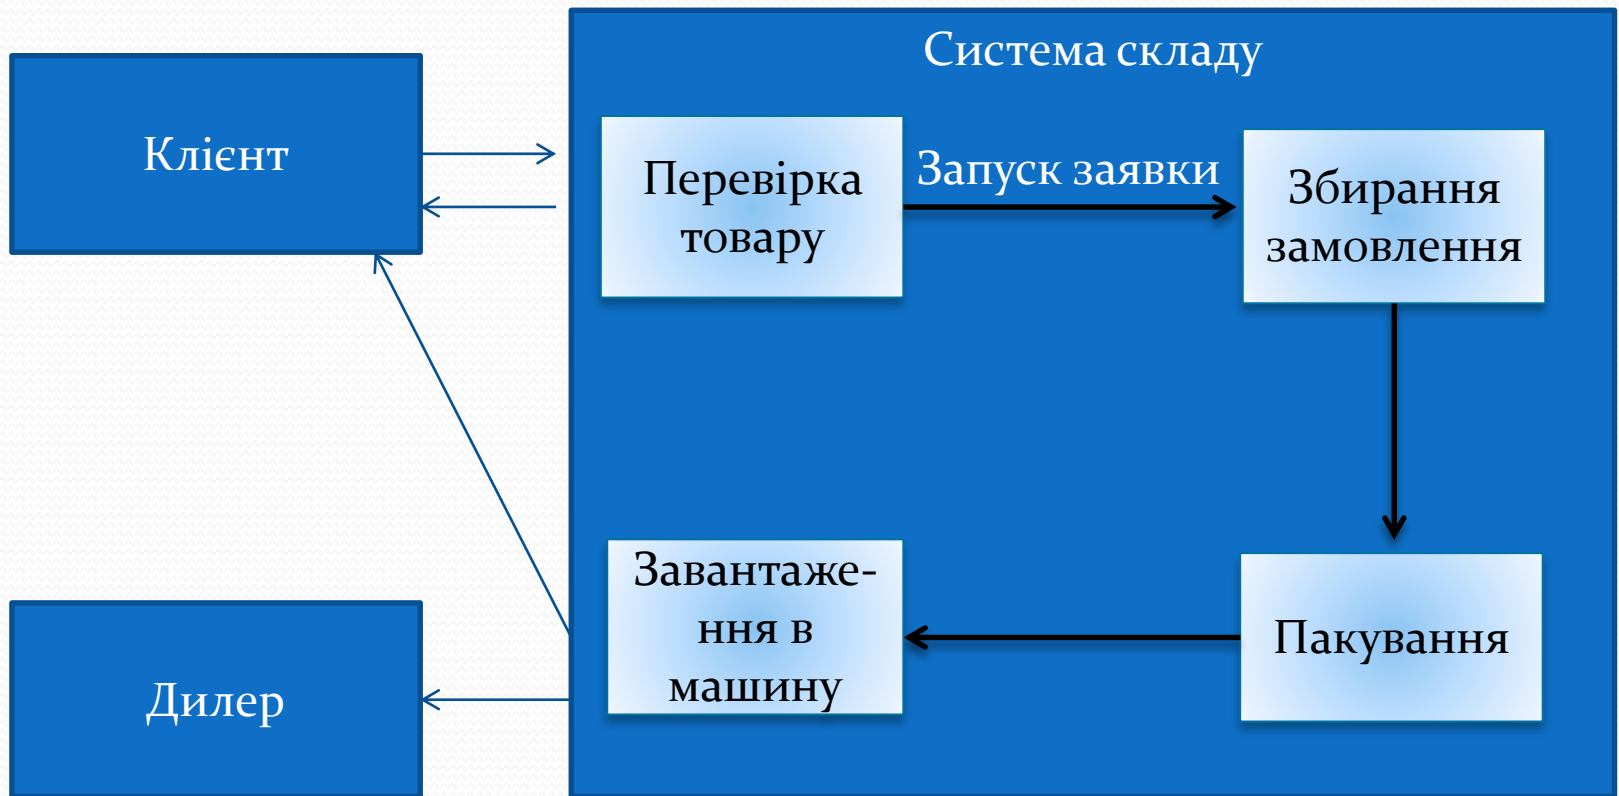 Система складу
Клієнт
Перевірка
товару
Запуск заявки
Збирання
замовлення
Завантаже-
ння в
машину
Пакування
Дилер